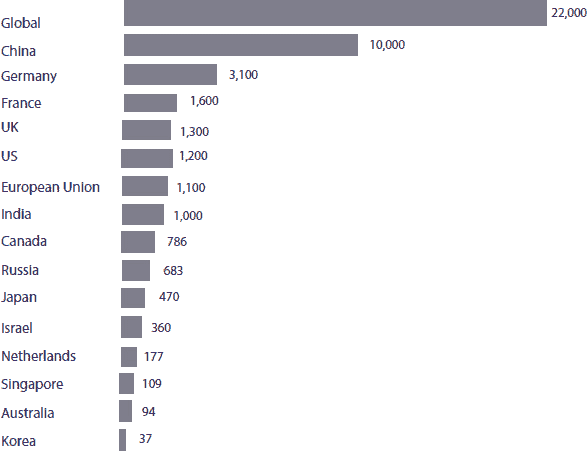 Global 22,000
China 10,000
Germany 3,100
France 1,600
UK 1,300
US 1,200
European Union 1,100
India 1,000
Canada 786
Russia 683
Japan 470
Israel 360
Netherlands 177
Singapore 109
Australia 94
Korea 37